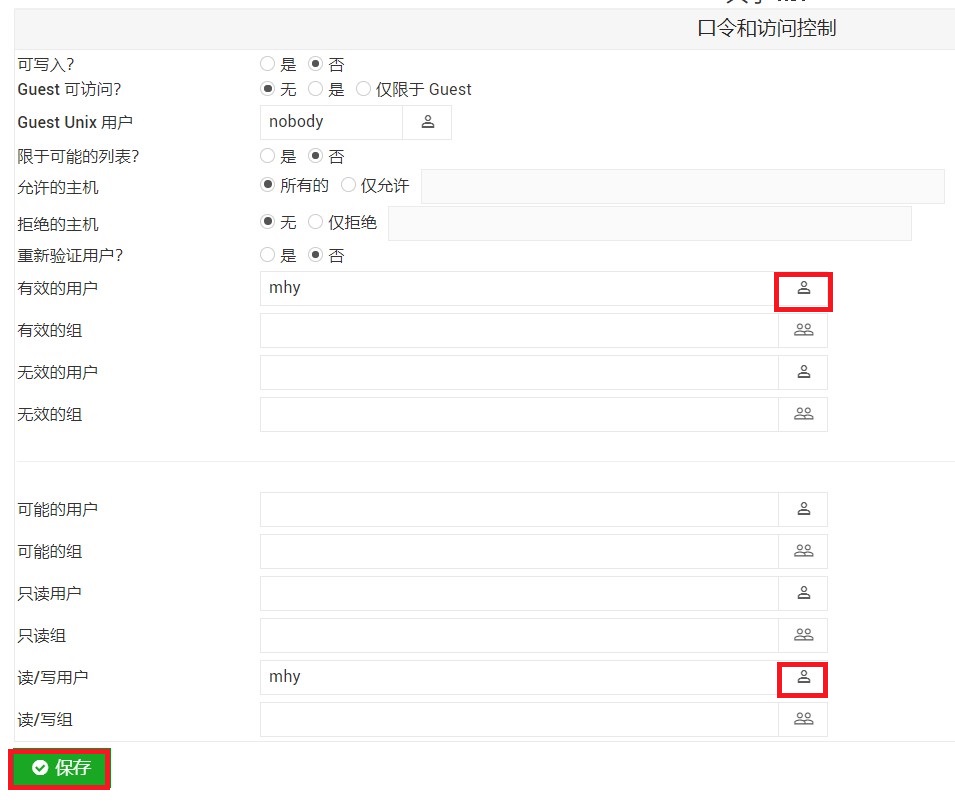 口令和访问控制
可写入? 是 否
Guest 可访问? 无 是 仅限于 Guest
Guest Unix 用户 nobody
限于可能的列表? 是 否
允许的主机 所有的 仅允许
拒绝的主机 无 仅拒绝
重新验证用户? 是 否
有效的用户 mhy
有效的组
无效的用户
无效的组
可能的用户
可能的组
只读用户
只读组
读/写用户 mhy
读/写组
保存